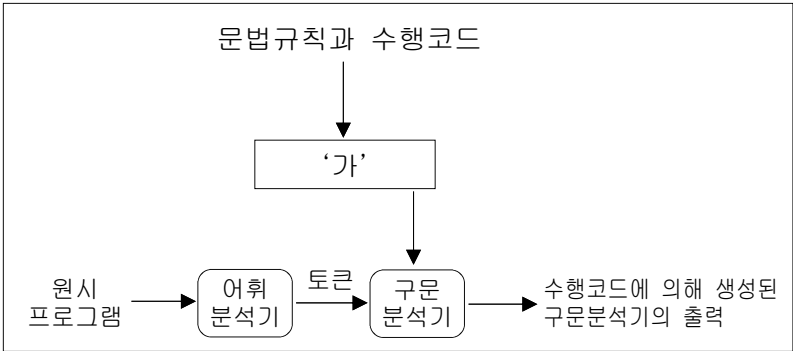 문법규칙과 수행코드
‘가’
원시
프로그램
어휘
분석기
토큰
구문
분석기
수행코드에 의해 생성된
구문분석기의 출력